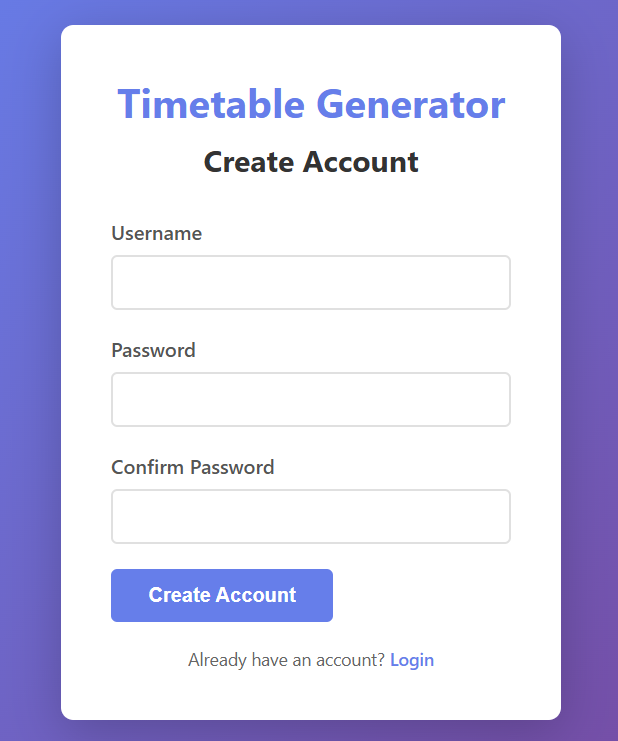 Timetable Generator
Create Account
Username
Password
Confirm Password
Create Account
Already have an account? Login